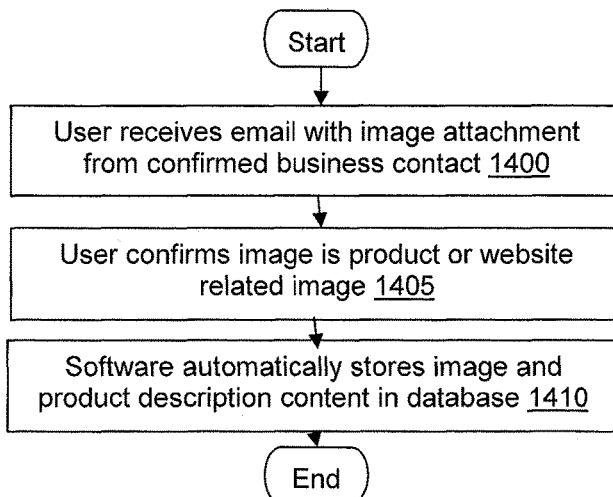 Start
User receives email with image attachment
from confirmed business contact 1400
User confirms image is product or website
related image 1405
Software automatically stores image and
product description content in database 1410
End